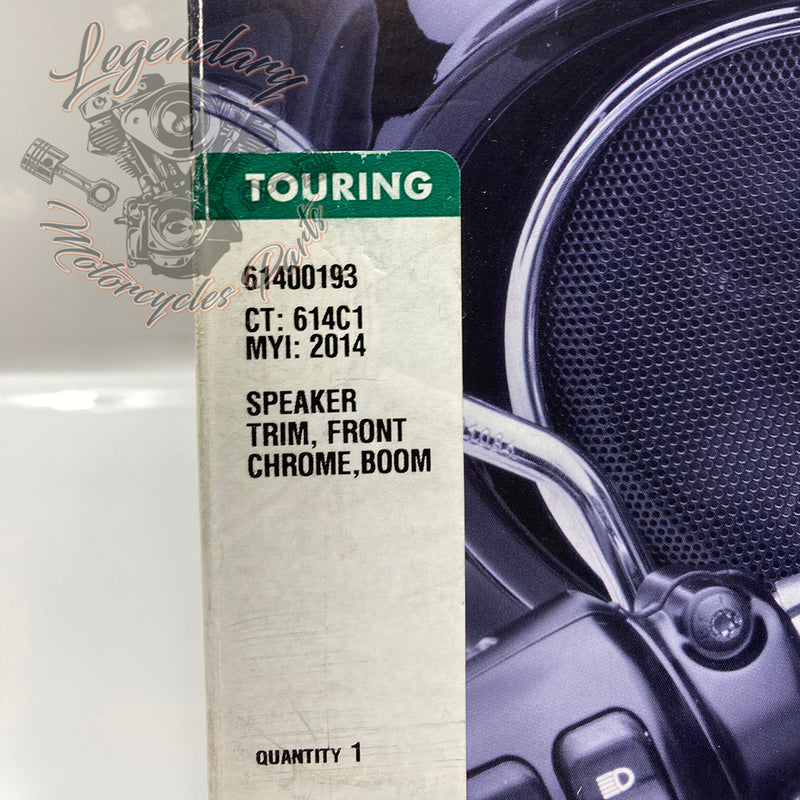 Legendary
Motorcycles Parts
TOURING
61400193
CT: 614C1
MYI: 2014
SPEAKER
TRIM, FRONT
CHROME,BOOM
QUANTITY 1